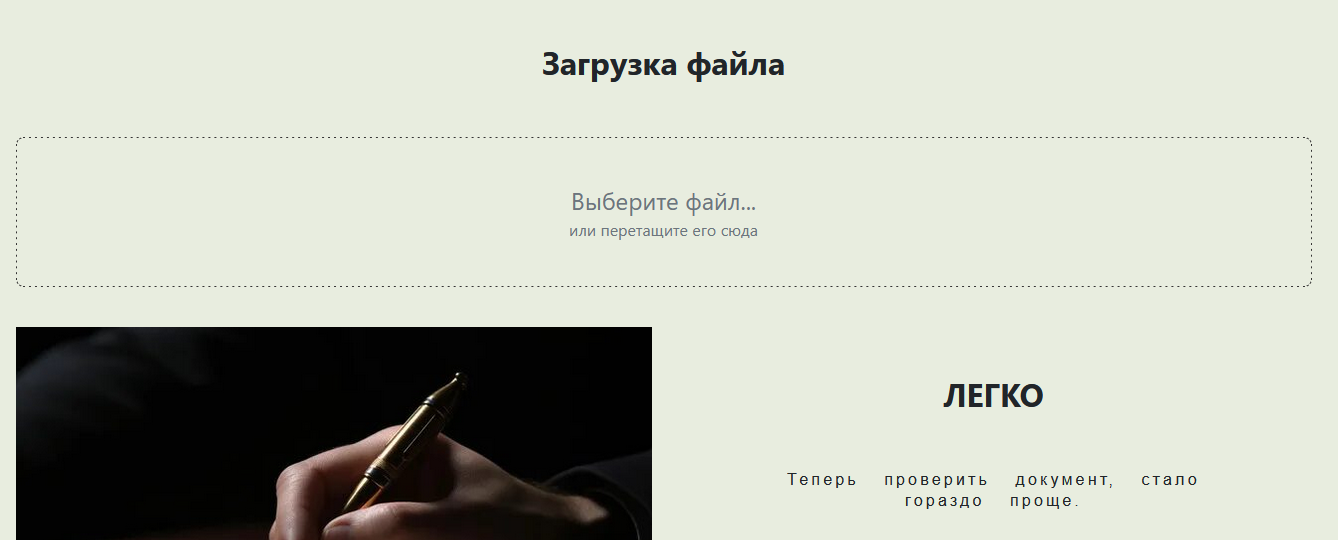 Загрузка файла
Выберите файл...
или перетащите его сюда
ЛЕГКО
Теперь проверить документ, стало
гораздо проще.